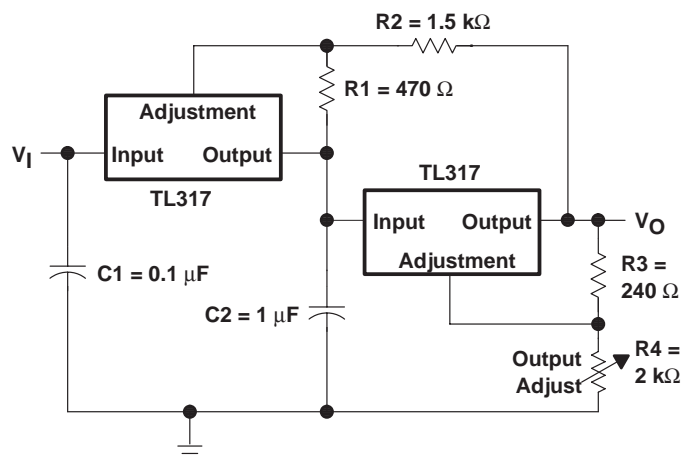 R2 = 1.5 kΩ
R1 = 470 Ω
Adjustment
VI
Input
Output
TL317
TL317
Input
Output
VO
Adjustment
C1 = 0.1 μF
R3 =
240 Ω
C2 = 1 μF
Output
Adjust
R4 =
2 kΩ